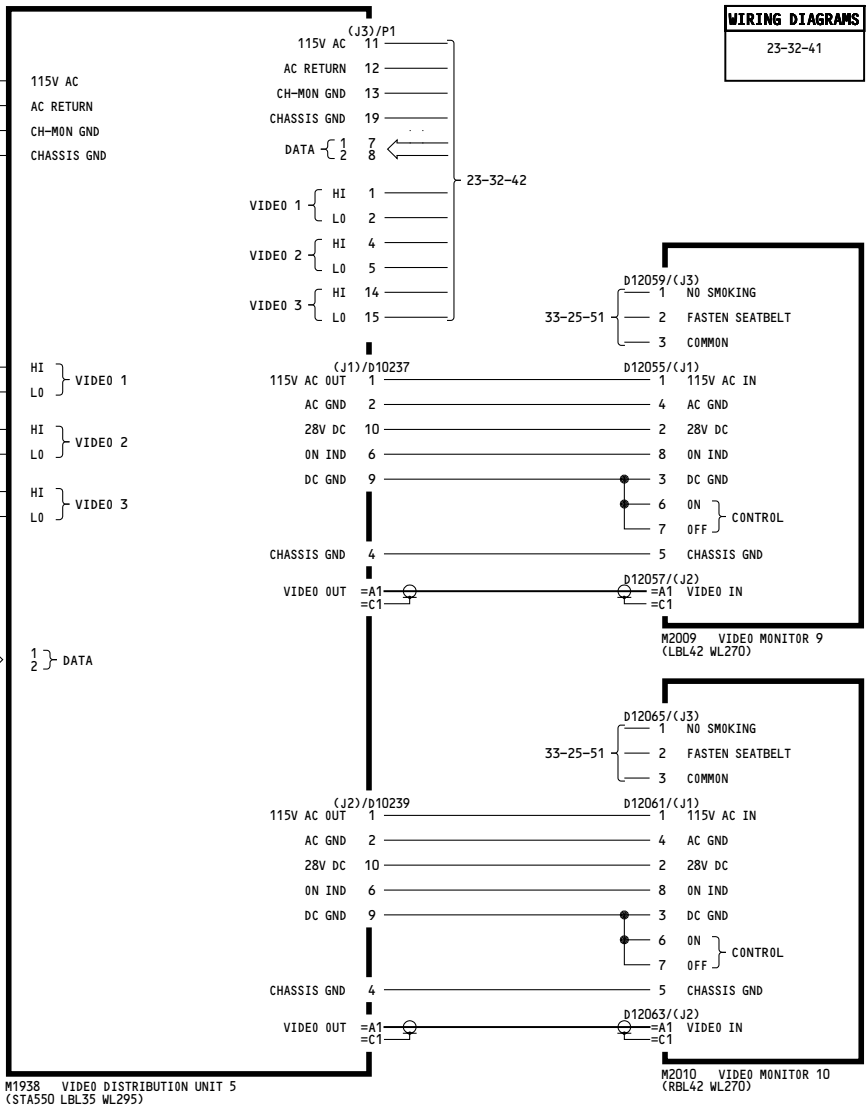 WIRING DIAGRAMS
23-32-41
(J3)/P1
115V AC 11
AC RETURN 12
CH-MON GND 13
CHASSIS GND 19
DATA { 1 7
2 8
VIDEO 1 { HI 1
LO 2
VIDEO 2 { HI 4
LO 5
VIDEO 3 { HI 14
LO 15
23-32-42
115V AC
AC RETURN
CH-MON GND
CHASSIS GND
HI
LO } VIDEO 1
HI
LO } VIDEO 2
HI
LO } VIDEO 3
1
2 } DATA
(J1)/D10237
115V AC OUT 1
AC GND 2
28V DC 10
ON IND 6
DC GND 9
CHASSIS GND 4
VIDEO OUT =A1
=C1
D12059/(J3)
33-25-51
1 NO SMOKING
2 FASTEN SEATBELT
3 COMMON
D12055/(J1)
1 115V AC IN
4 AC GND
2 28V DC
8 ON IND
3 DC GND
6 ON
7 OFF } CONTROL
5 CHASSIS GND
D12057/(J2)
=A1 VIDEO IN
=C1
M2009 VIDEO MONITOR 9
(LBL42 WL270)
(J2)/D10239
115V AC OUT 1
AC GND 2
28V DC 10
ON IND 6
DC GND 9
CHASSIS GND 4
VIDEO OUT =A1
=C1
D12065/(J3)
33-25-51
1 NO SMOKING
2 FASTEN SEATBELT
3 COMMON
D12061/(J1)
1 115V AC IN
4 AC GND
2 28V DC
8 ON IND
3 DC GND
6 ON
7 OFF } CONTROL
5 CHASSIS GND
D12063/(J2)
=A1 VIDEO IN
=C1
M2010 VIDEO MONITOR 10
(RBL42 WL270)
M1938 VIDEO DISTRIBUTION UNIT 5
(STA550 LBL35 WL295)